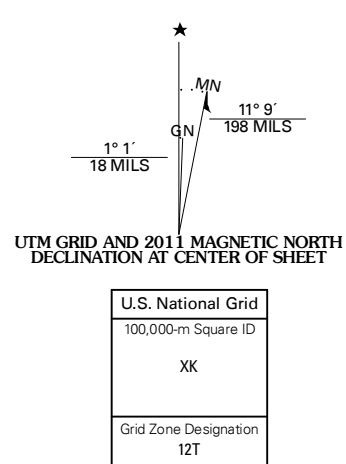 ★
MN
11° 9´
198 MILS
GN
1° 1´
18 MILS
UTM GRID AND 2011 MAGNETIC NORTH
DECLINATION AT CENTER OF SHEET
U.S. National Grid
100,000-m Square ID
XK
Grid Zone Designation
12T